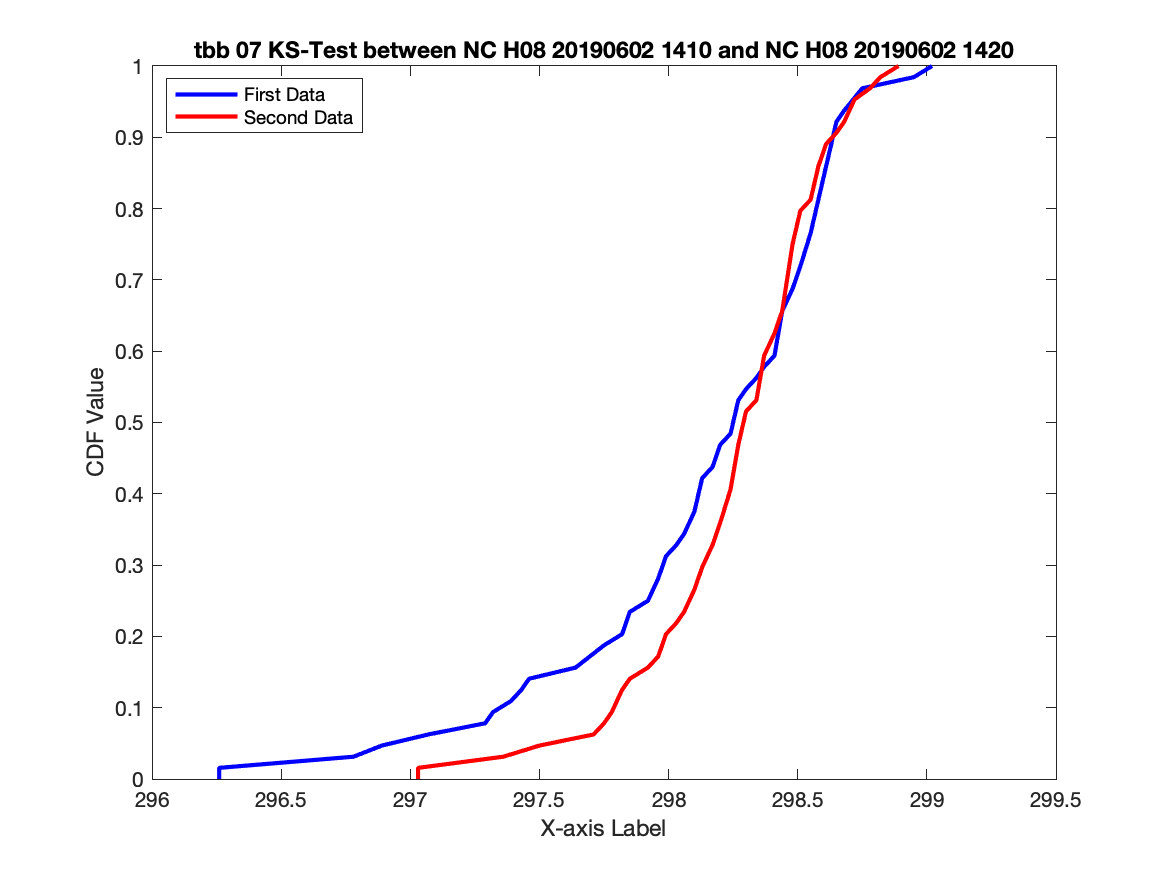 tbb 07 KS-Test between NC H08 20190602 1410 and NC H08 20190602 1420
First Data
Second Data
1
0.9
0.8
0.7
0.6
0.5
0.4
0.3
0.2
0.1
0
CDF Value
296 296.5 297 297.5 298 298.5 299 299.5
X-axis Label